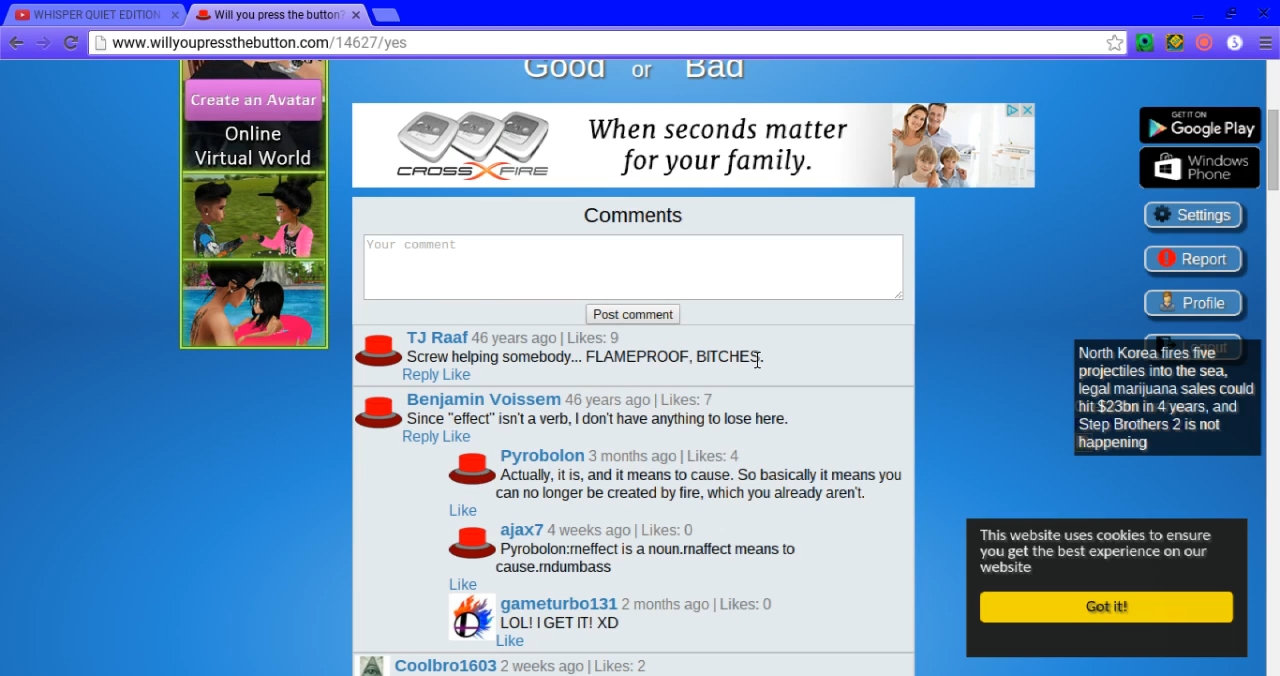 WHISPER QUIET EDITION
Will you press the button?
www.willyoupressthebutton.com/14627/yes
Good or Bad
Create an Avatar
Online
Virtual World
CROSSXFIRE
When seconds matter
for your family.
GET IT ON
Google Play
Windows
Phone
Settings
Report
Profile
Logout
North Korea fires five
projectiles into the sea,
legal marijuana sales could
hit $23bn in 4 years, and
Step Brothers 2 is not
happening
Comments
Your comment
Post comment
TJ Raaf 46 years ago | Likes: 9
Screw helping somebody... FLAMEPROOF, BITCHES.
Reply Like
Benjamin Voissem 46 years ago | Likes: 7
Since "effect" isn't a verb, I don't have anything to lose here.
Reply Like
Pyrobolon 3 months ago | Likes: 4
Actually, it is, and it means to cause. So basically it means you
can no longer be created by fire, which you already aren't.
Like
ajax7 4 weeks ago | Likes: 0
Pyrobolon:rneffect is a noun.rnaffect means to
cause.rndumbass
Like
gameturbo131 2 months ago | Likes: 0
LOL! I GET IT! XD
Like
Coolbro1603 2 weeks ago | Likes: 2
This website uses cookies to ensure
you get the best experience on our
website
Got it!